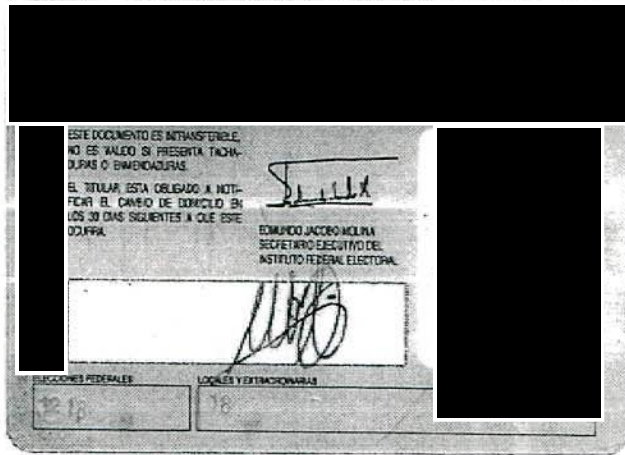 ESTE DOCUMENTO ES INTRANSFERIBLE,
NO ES VALIDO SI PRESENTA TACHA-
DURAS O ENMENDADURAS.
EL TITULAR ESTA OBLIGADO A NOTI-
FICAR EL CAMBIO DE DOMICILIO EN
LOS 30 DIAS SIGUIENTES A QUE ESTE
OCURRA.
EDMUNDO JACOBO MOLINA
SECRETARIO EJECUTIVO DEL
INSTITUTO FEDERAL ELECTORAL
ELECCIONES FEDERALES
LOCALES Y EXTRAORDINARIAS
12 18
18